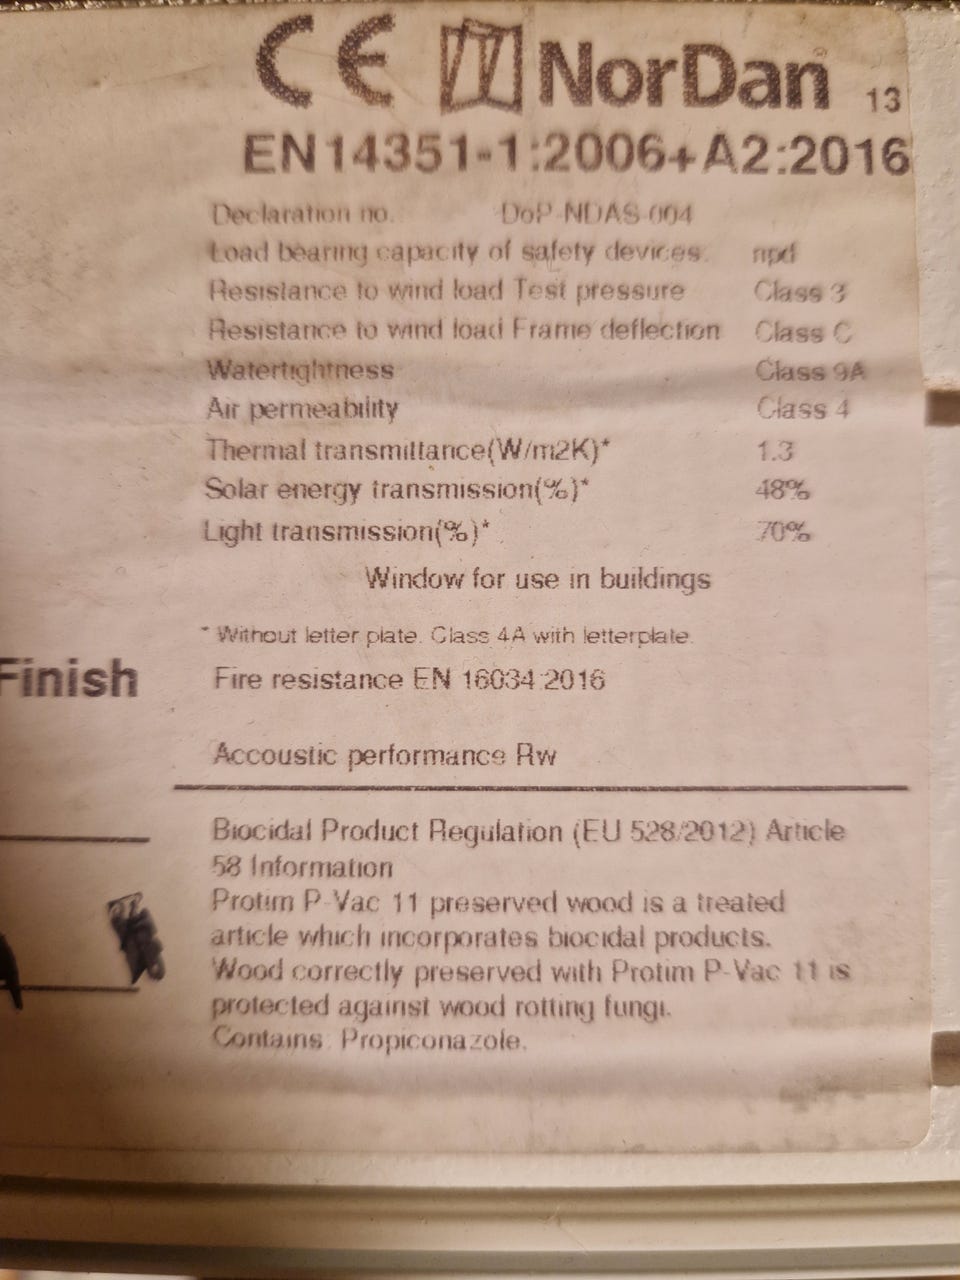 CE NorDan® 13
EN14351-1:2006+A2:2016
Declaration no. DoP-NDAS-004
Load bearing capacity of safety devices: npd
Resistance to wind load Test pressure Class 3
Resistance to wind load Frame deflection Class C
Watertightness Class 9A
Air permeability Class 4
Thermal transmittance(W/m2K)* 1.3
Solar energy transmission(%)* 48%
Light transmission(%)* 70%
Window for use in buildings
* Without letter plate. Class 4A with letterplate.
Finish
Fire resistance EN 16034:2016
Accoustic performance Rw
Biocidal Product Regulation (EU 528/2012) Article
58 Information
Protim P-Vac 11 preserved wood is a treated
article which incorporates biocidal products.
Wood correctly preserved with Protim P-Vac 11 is
protected against wood rotting fungi.
Contains: Propiconazole.